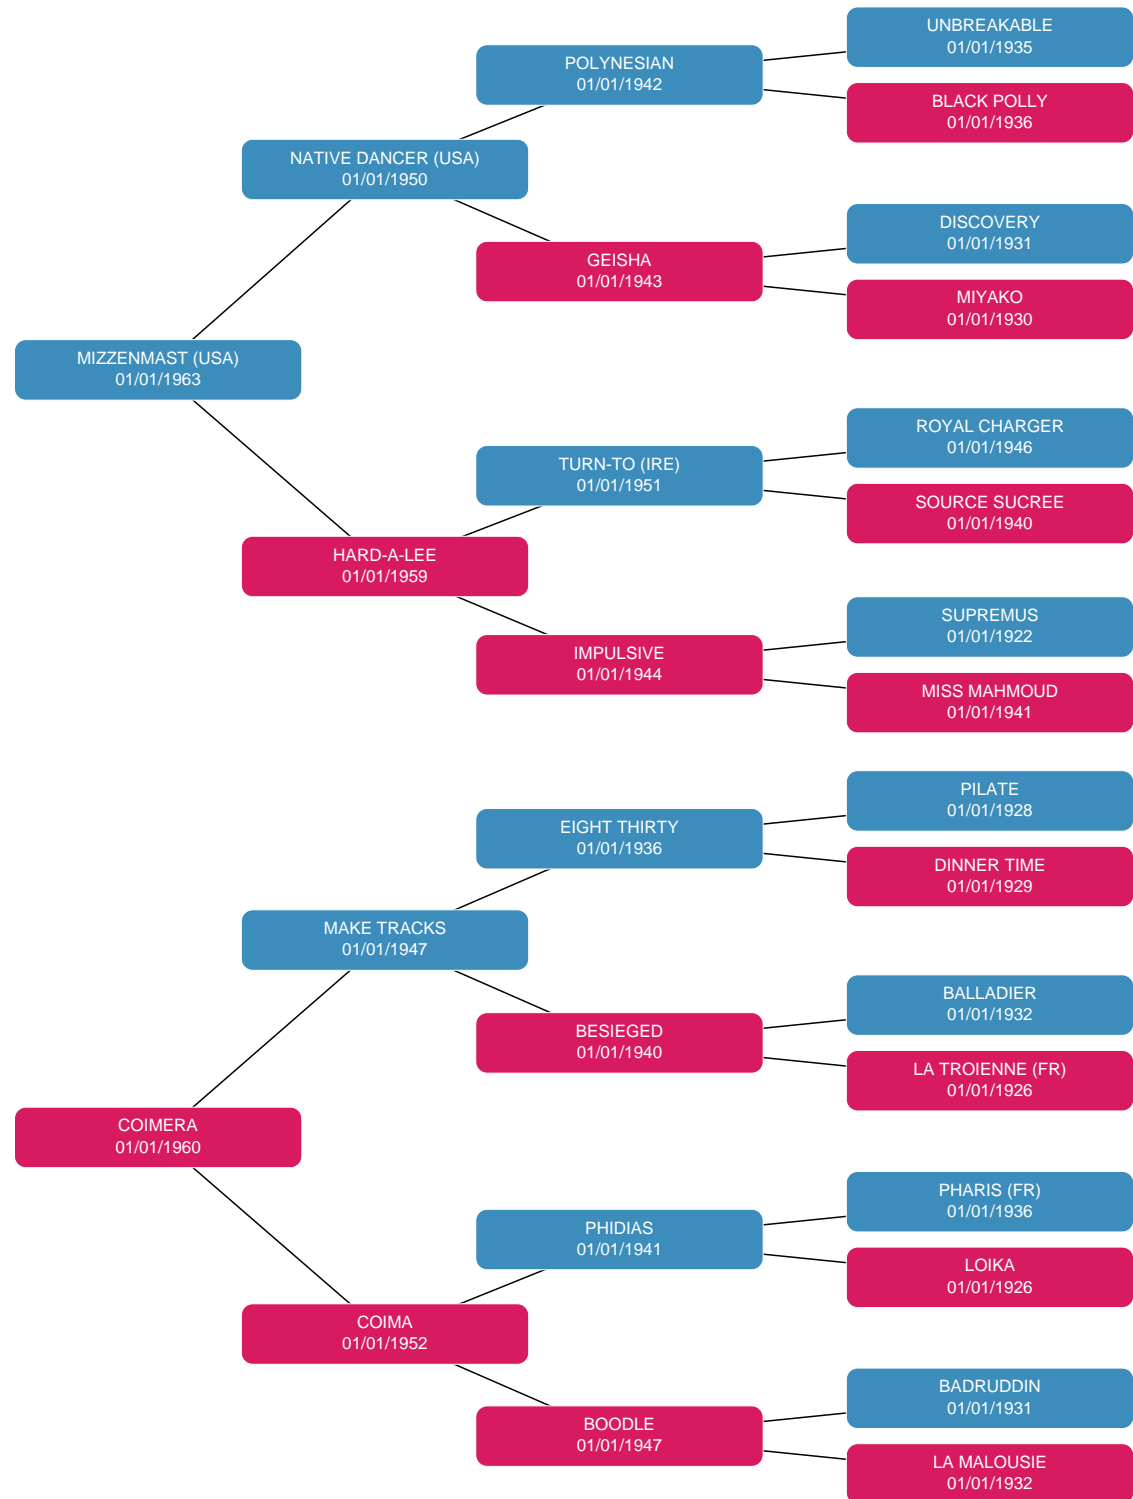 UNBREAKABLE
01/01/1935
POLYNESIAN
01/01/1942
BLACK POLLY
01/01/1936
NATIVE DANCER (USA)
01/01/1950
DISCOVERY
01/01/1931
GEISHA
01/01/1943
MIYAKO
01/01/1930
MIZZENMAST (USA)
01/01/1963
ROYAL CHARGER
01/01/1946
TURN-TO (IRE)
01/01/1951
SOURCE SUCREE
01/01/1940
HARD-A-LEE
01/01/1959
SUPREMUS
01/01/1922
IMPULSIVE
01/01/1944
MISS MAHMOUD
01/01/1941
PILATE
01/01/1928
EIGHT THIRTY
01/01/1936
DINNER TIME
01/01/1929
MAKE TRACKS
01/01/1947
BALLADIER
01/01/1932
BESIEGED
01/01/1940
LA TROIENNE (FR)
01/01/1926
COIMERA
01/01/1960
PHARIS (FR)
01/01/1936
PHIDIAS
01/01/1941
LOIKA
01/01/1926
COIMA
01/01/1952
BADRUDDIN
01/01/1931
BOODLE
01/01/1947
LA MALOUSIE
01/01/1932